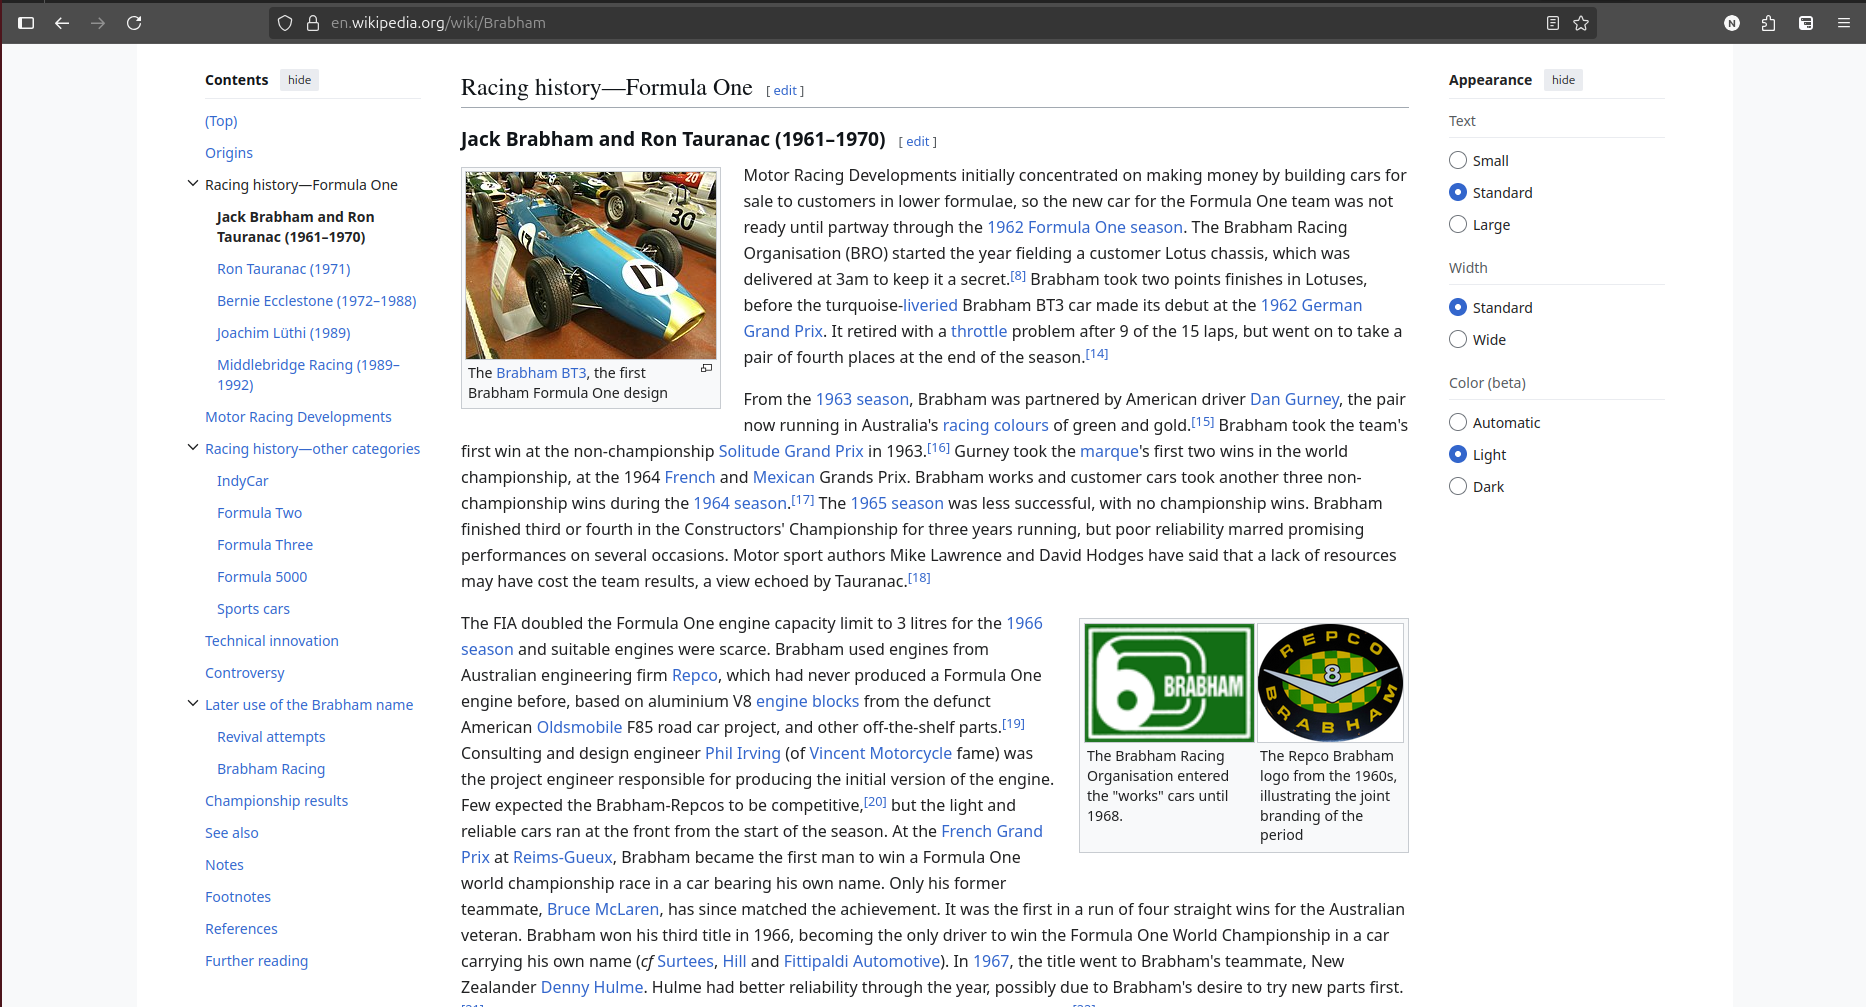 en.wikipedia.org/wiki/Brabham
N
Contents hide
(Top)
Origins
Racing history—Formula One
Jack Brabham and Ron
Tauranac (1961–1970)
Ron Tauranac (1971)
Bernie Ecclestone (1972–1988)
Joachim Lüthi (1989)
Middlebridge Racing (1989–
1992)
Motor Racing Developments
Racing history—other categories
IndyCar
Formula Two
Formula Three
Formula 5000
Sports cars
Technical innovation
Controversy
Later use of the Brabham name
Revival attempts
Brabham Racing
Championship results
See also
Notes
Footnotes
References
Further reading
Racing history—Formula One [ edit ]
Jack Brabham and Ron Tauranac (1961–1970) [ edit ]
20
30
17
17
The Brabham BT3, the first
Brabham Formula One design
Motor Racing Developments initially concentrated on making money by building cars for
sale to customers in lower formulae, so the new car for the Formula One team was not
ready until partway through the 1962 Formula One season. The Brabham Racing
Organisation (BRO) started the year fielding a customer Lotus chassis, which was
delivered at 3am to keep it a secret.[8] Brabham took two points finishes in Lotuses,
before the turquoise-liveried Brabham BT3 car made its debut at the 1962 German
Grand Prix. It retired with a throttle problem after 9 of the 15 laps, but went on to take a
pair of fourth places at the end of the season.[14]
From the 1963 season, Brabham was partnered by American driver Dan Gurney, the pair
now running in Australia's racing colours of green and gold.[15] Brabham took the team's
first win at the non-championship Solitude Grand Prix in 1963.[16] Gurney took the marque's first two wins in the world
championship, at the 1964 French and Mexican Grands Prix. Brabham works and customer cars took another three non-
championship wins during the 1964 season.[17] The 1965 season was less successful, with no championship wins. Brabham
finished third or fourth in the Constructors' Championship for three years running, but poor reliability marred promising
performances on several occasions. Motor sport authors Mike Lawrence and David Hodges have said that a lack of resources
may have cost the team results, a view echoed by Tauranac.[18]
The FIA doubled the Formula One engine capacity limit to 3 litres for the 1966
season and suitable engines were scarce. Brabham used engines from
Australian engineering firm Repco, which had never produced a Formula One
engine before, based on aluminium V8 engine blocks from the defunct
American Oldsmobile F85 road car project, and other off-the-shelf parts.[19]
Consulting and design engineer Phil Irving (of Vincent Motorcycle fame) was
the project engineer responsible for producing the initial version of the engine.
Few expected the Brabham-Repcos to be competitive,[20] but the light and
reliable cars ran at the front from the start of the season. At the French Grand
Prix at Reims-Gueux, Brabham became the first man to win a Formula One
world championship race in a car bearing his own name. Only his former
teammate, Bruce McLaren, has since matched the achievement. It was the first in a run of four straight wins for the Australian
veteran. Brabham won his third title in 1966, becoming the only driver to win the Formula One World Championship in a car
carrying his own name (cf Surtees, Hill and Fittipaldi Automotive). In 1967, the title went to Brabham's teammate, New
Zealander Denny Hulme. Hulme had better reliability through the year, possibly due to Brabham's desire to try new parts first.
BRABHAM
REPCO
8
BRABHAM
The Brabham Racing
Organisation entered
the "works" cars until
1968.
The Repco Brabham
logo from the 1960s,
illustrating the joint
branding of the
period
Appearance hide
Text
Small
Standard
Large
Width
Standard
Wide
Color (beta)
Automatic
Light
Dark